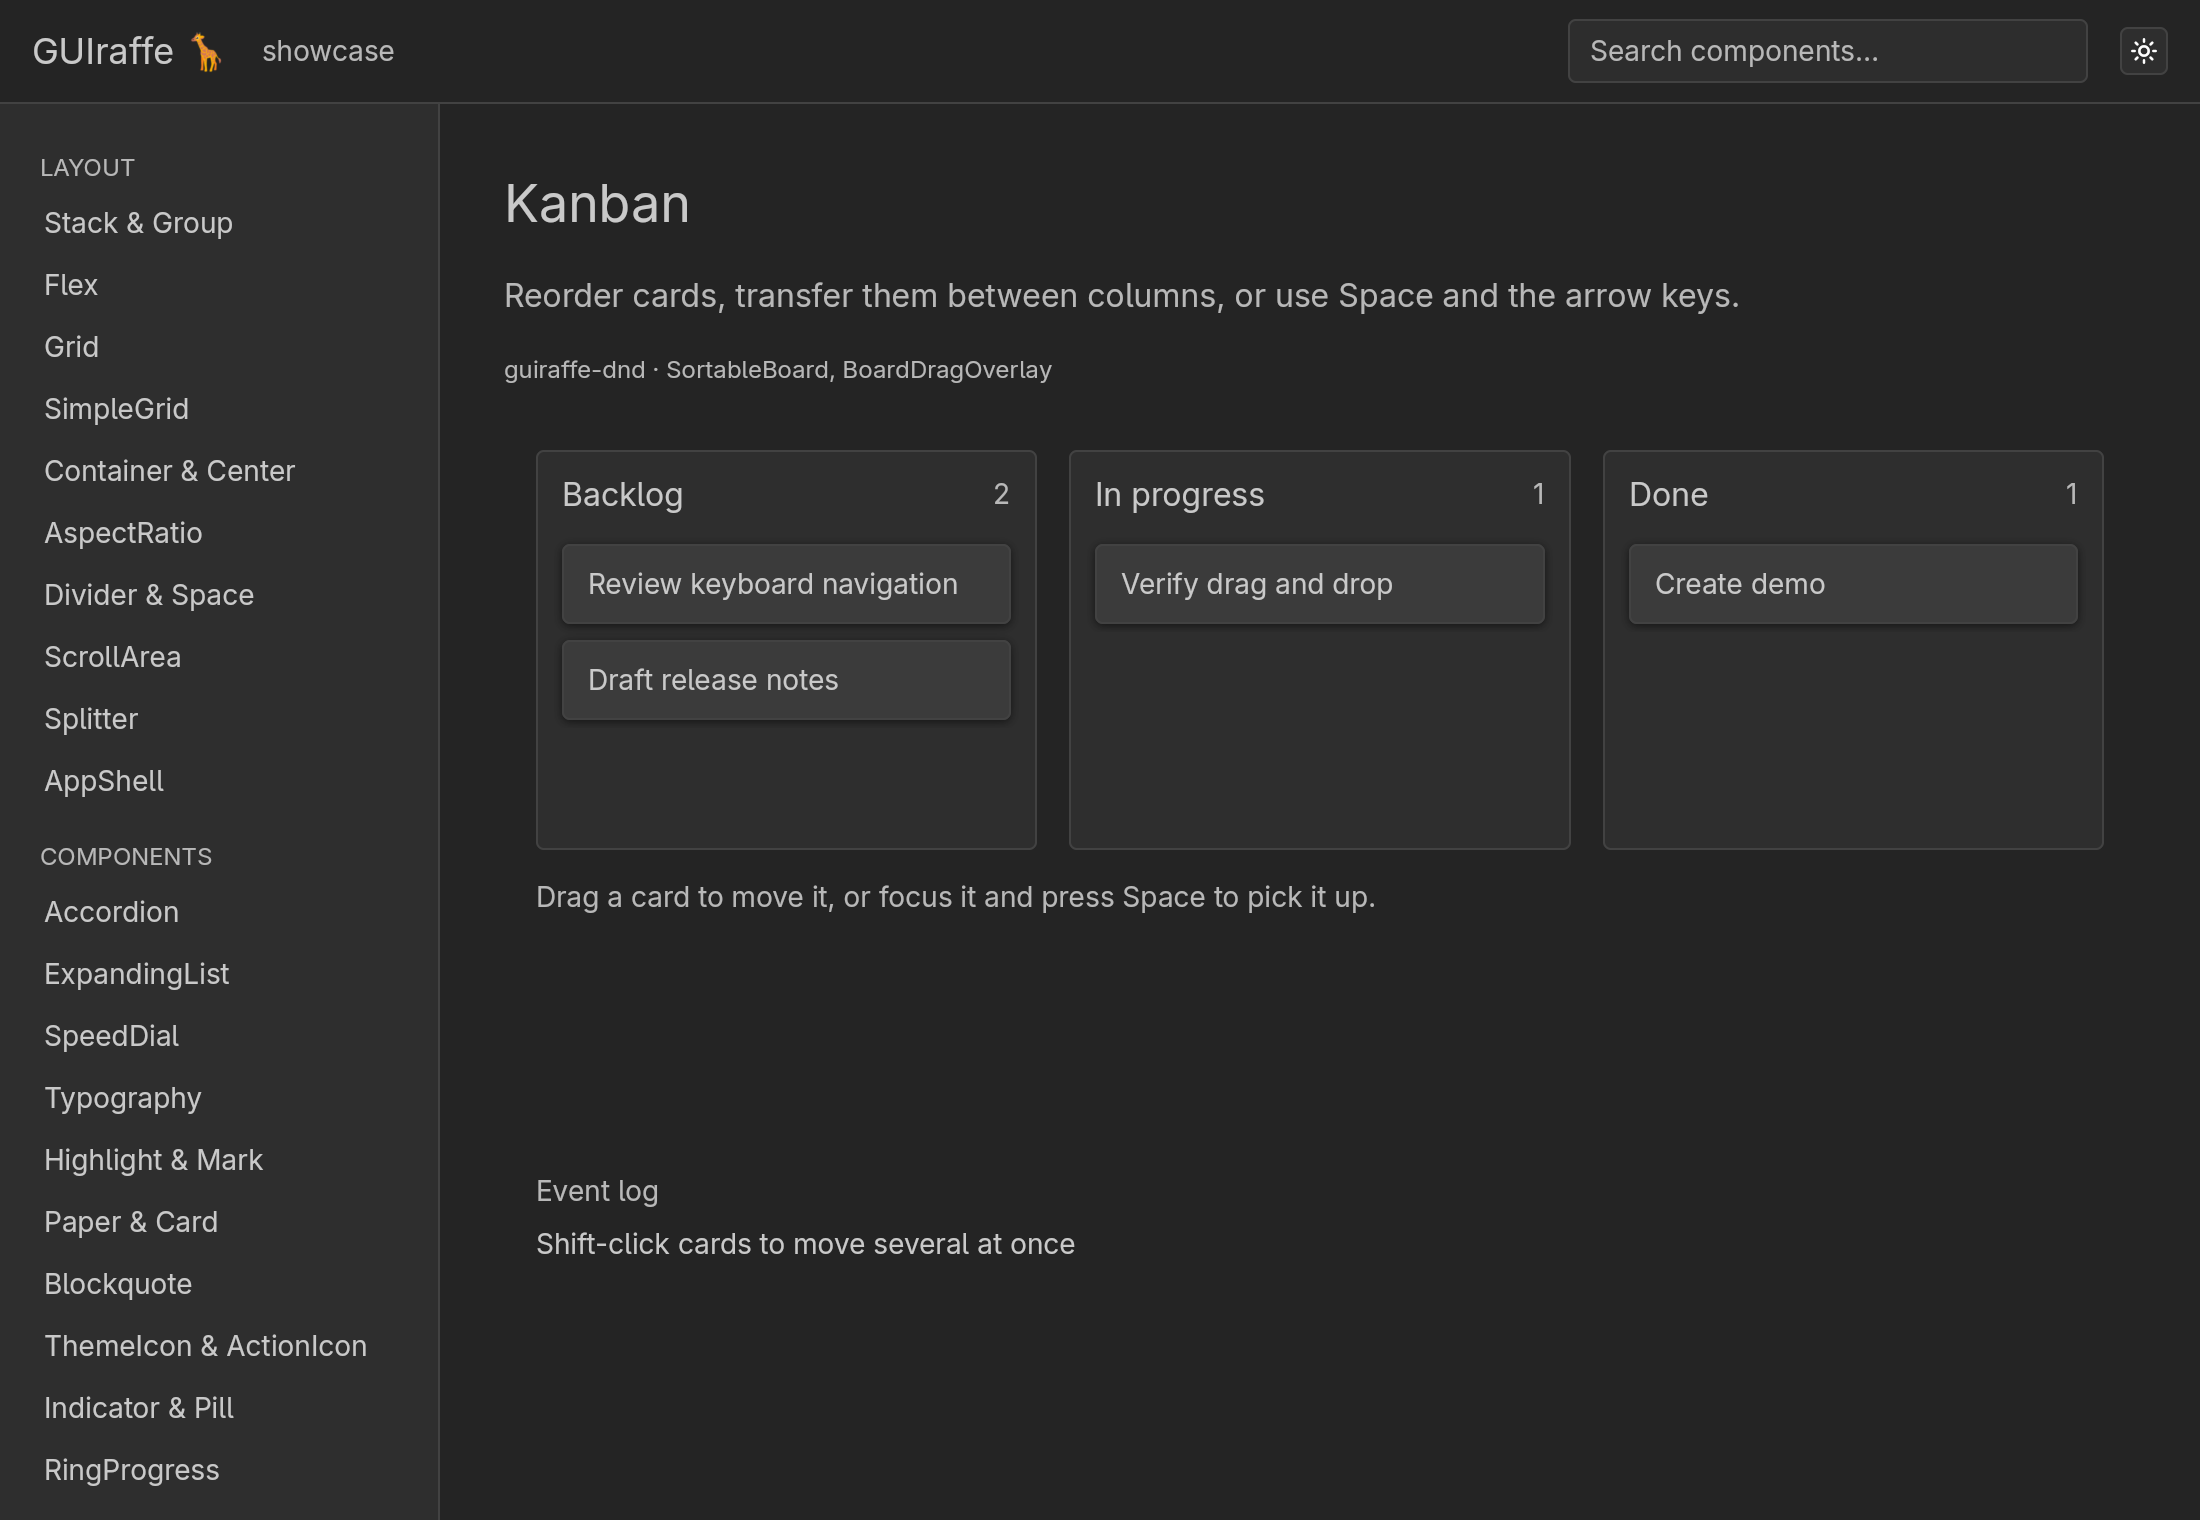 GUIraffe 🦒 showcase
Search components...
LAYOUT
Stack & Group
Flex
Grid
SimpleGrid
Container & Center
AspectRatio
Divider & Space
ScrollArea
Splitter
AppShell
COMPONENTS
Accordion
ExpandingList
SpeedDial
Typography
Highlight & Mark
Paper & Card
Blockquote
ThemeIcon & ActionIcon
Indicator & Pill
RingProgress
Kanban
Reorder cards, transfer them between columns, or use Space and the arrow keys.
guiraffe-dnd · SortableBoard, BoardDragOverlay
Backlog 2
Review keyboard navigation
Draft release notes
In progress 1
Verify drag and drop
Done 1
Create demo
Drag a card to move it, or focus it and press Space to pick it up.
Event log
Shift-click cards to move several at once